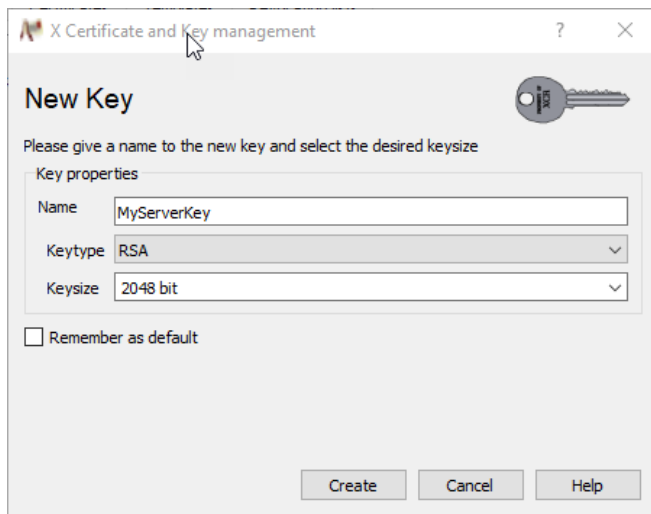 X Certificate and Key management
New Key
Please give a name to the new key and select the desired keysize
Key properties
Name MyServerKey
Keytype RSA
Keysize 2048 bit
Remember as default
Create Cancel Help